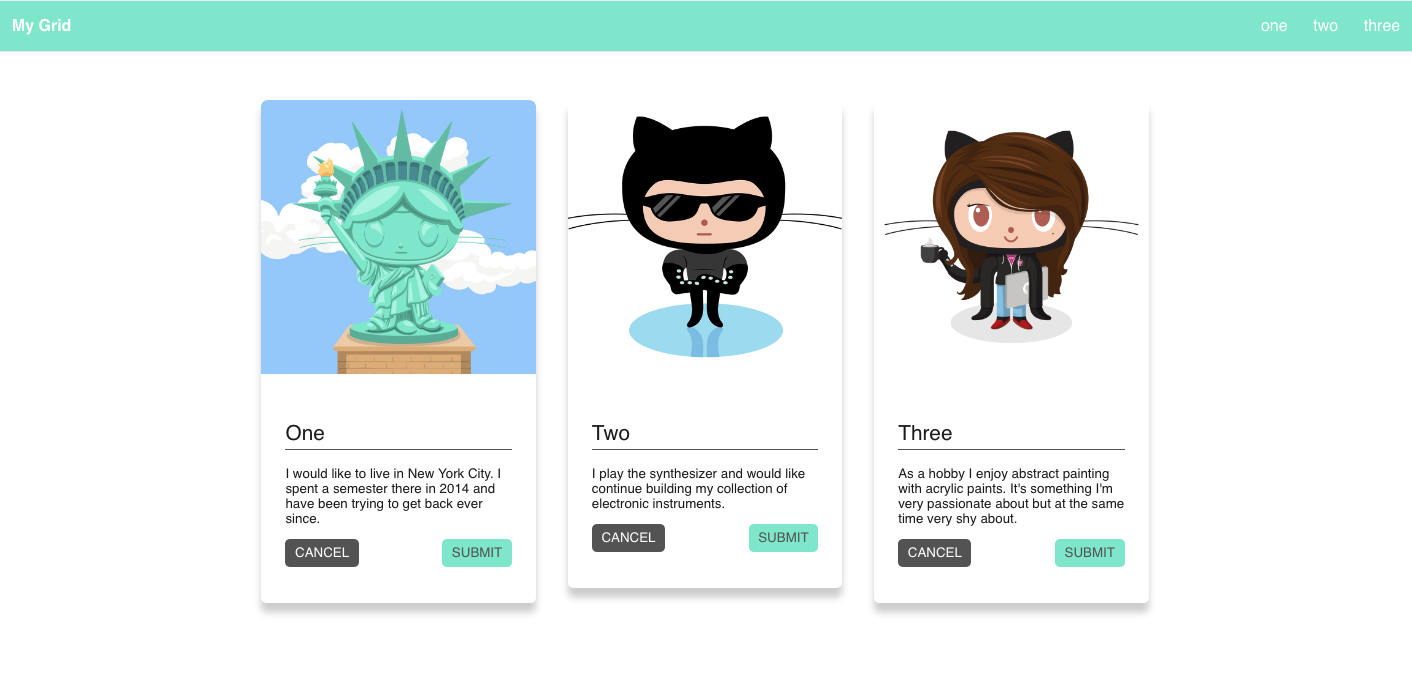 My Grid
one two three
One
I would like to live in New York City. I
spent a semester there in 2014 and
have been trying to get back ever
since.
CANCEL SUBMIT
Two
I play the synthesizer and would like
continue building my collection of
electronic instruments.
CANCEL SUBMIT
Three
As a hobby I enjoy abstract painting
with acrylic paints. It's something I'm
very passionate about but at the same
time very shy about.
CANCEL SUBMIT